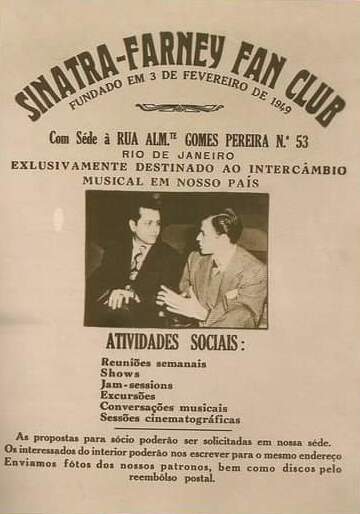 SINATRA-FARNEY FAN CLUB
FUNDADO EM 3 DE FEVEREIRO DE 1949
Com Séde à RUA ALM.TE GOMES PEREIRA N.º 53
RIO DE JANEIRO
EXLUSIVAMENTE DESTINADO AO INTERCÂMBIO
MUSICAL EM NOSSO PAÍS
ATIVIDADES SOCIAIS:
Reuniões semanais
Shows
Jam-sessions
Excursões
Conversações musicais
Sessões cinematográficas
As propostas para sócio poderão ser solicitadas em nossa séde.
Os interessados do interior poderão nos escrever para o mesmo endereço
Enviamos fótos dos nossos patronos, bem como discos pelo
reembôlso postal.